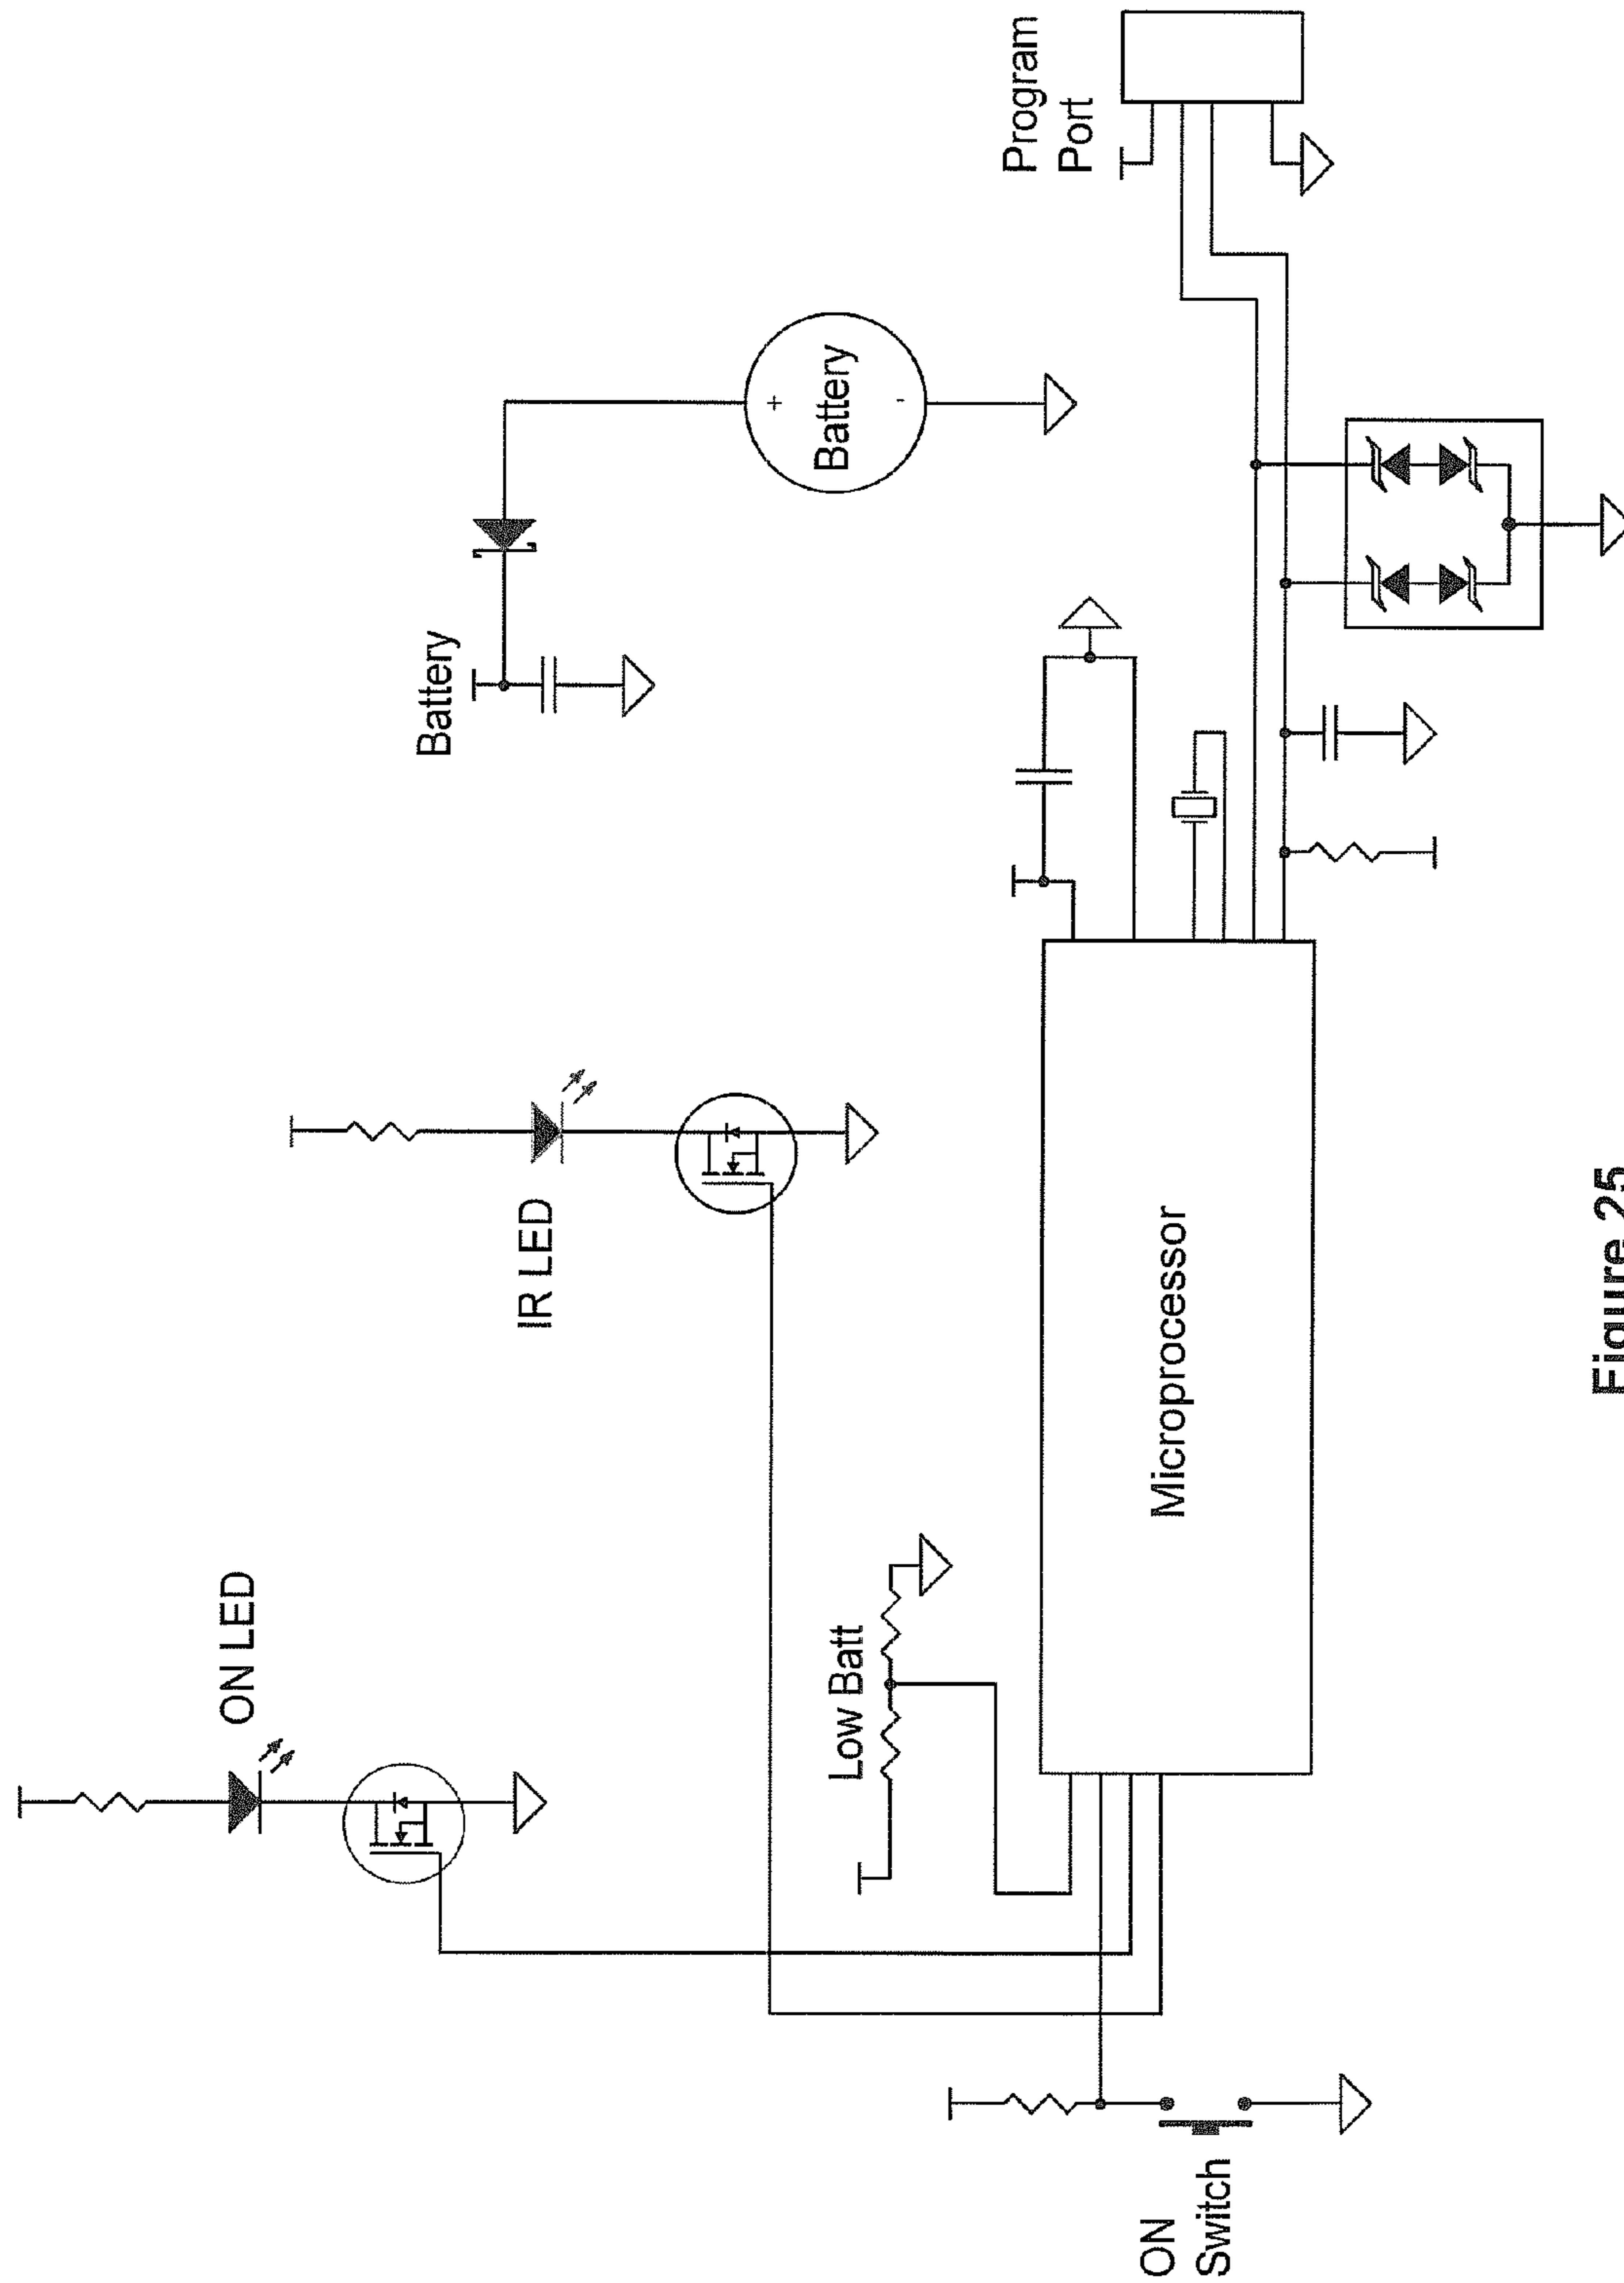 ON LED
IR LED
Battery
+
Battery
-
Low Batt
Program
Port
Microprocessor
ON
Switch
Figure 25